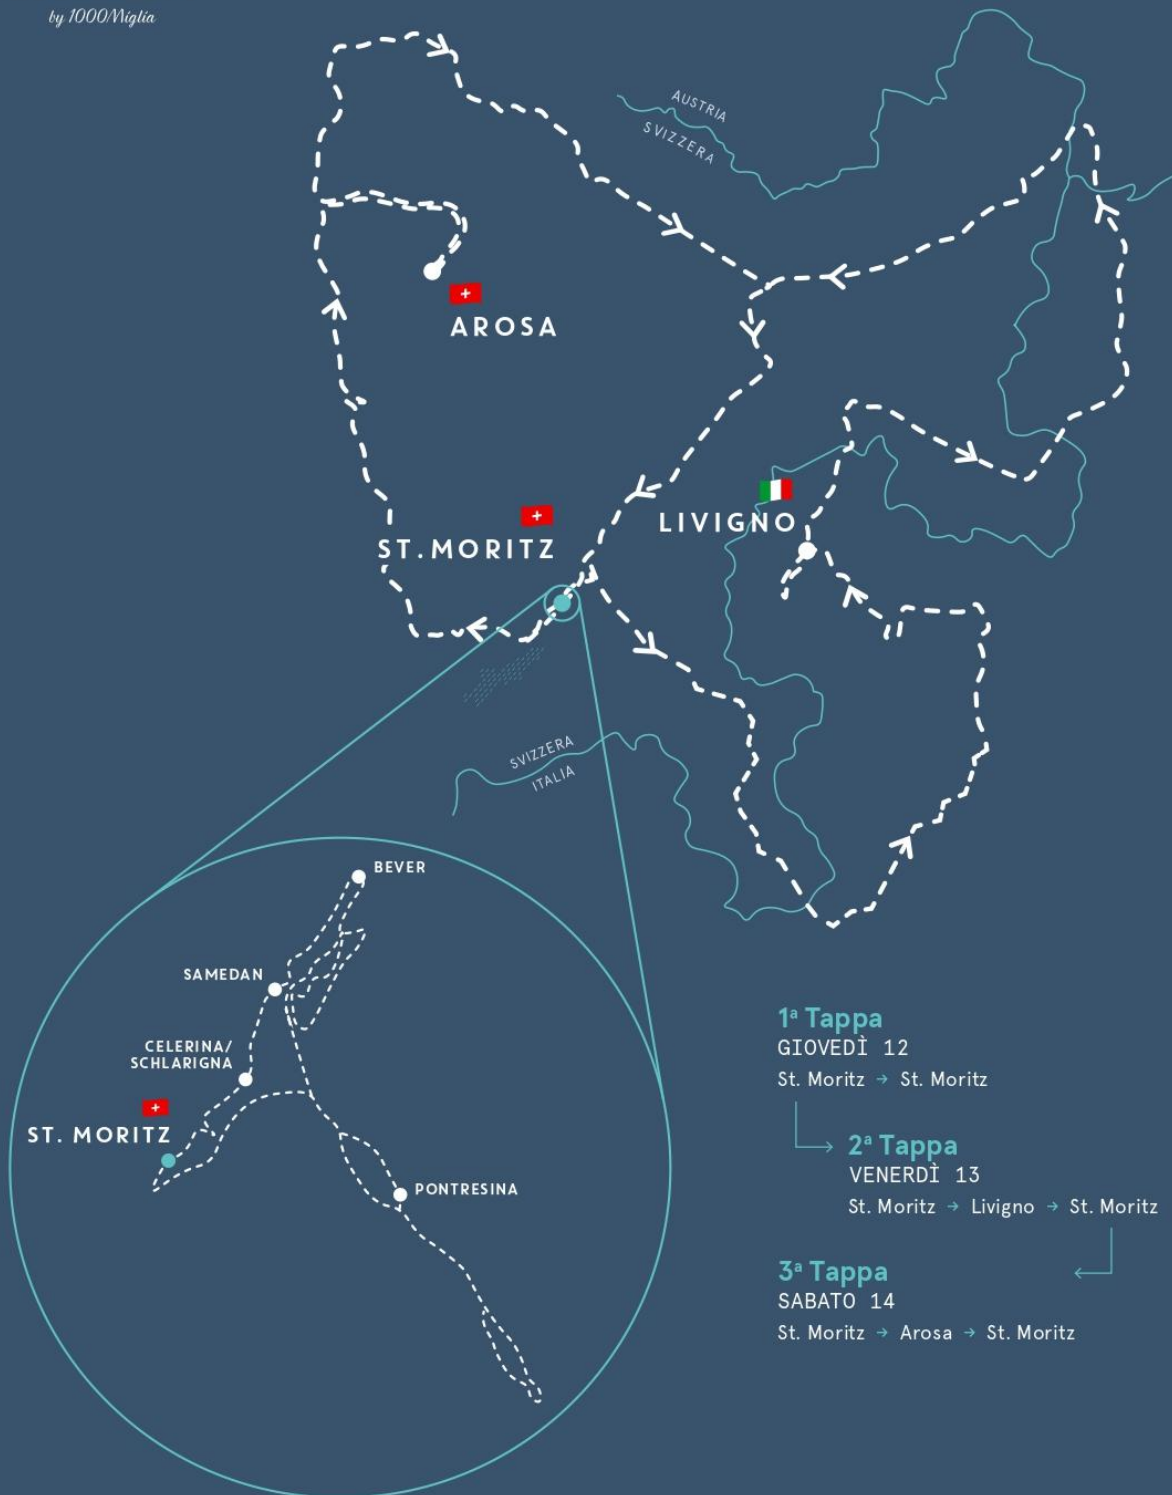 by 1000Miglia
AUSTRIA
SVIZZERA
AROSA
LIVIGNO
ST. MORITZ
SVIZZERA
ITALIA
BEVER
SAMEDAN
CELERINA/
SCHLARIGNA
ST. MORITZ
PONTRESINA
1ª Tappa
GIOVEDÌ 12
St. Moritz → St. Moritz
2ª Tappa
VENERDÌ 13
St. Moritz → Livigno → St. Moritz
3ª Tappa
SABATO 14
St. Moritz → Arosa → St. Moritz